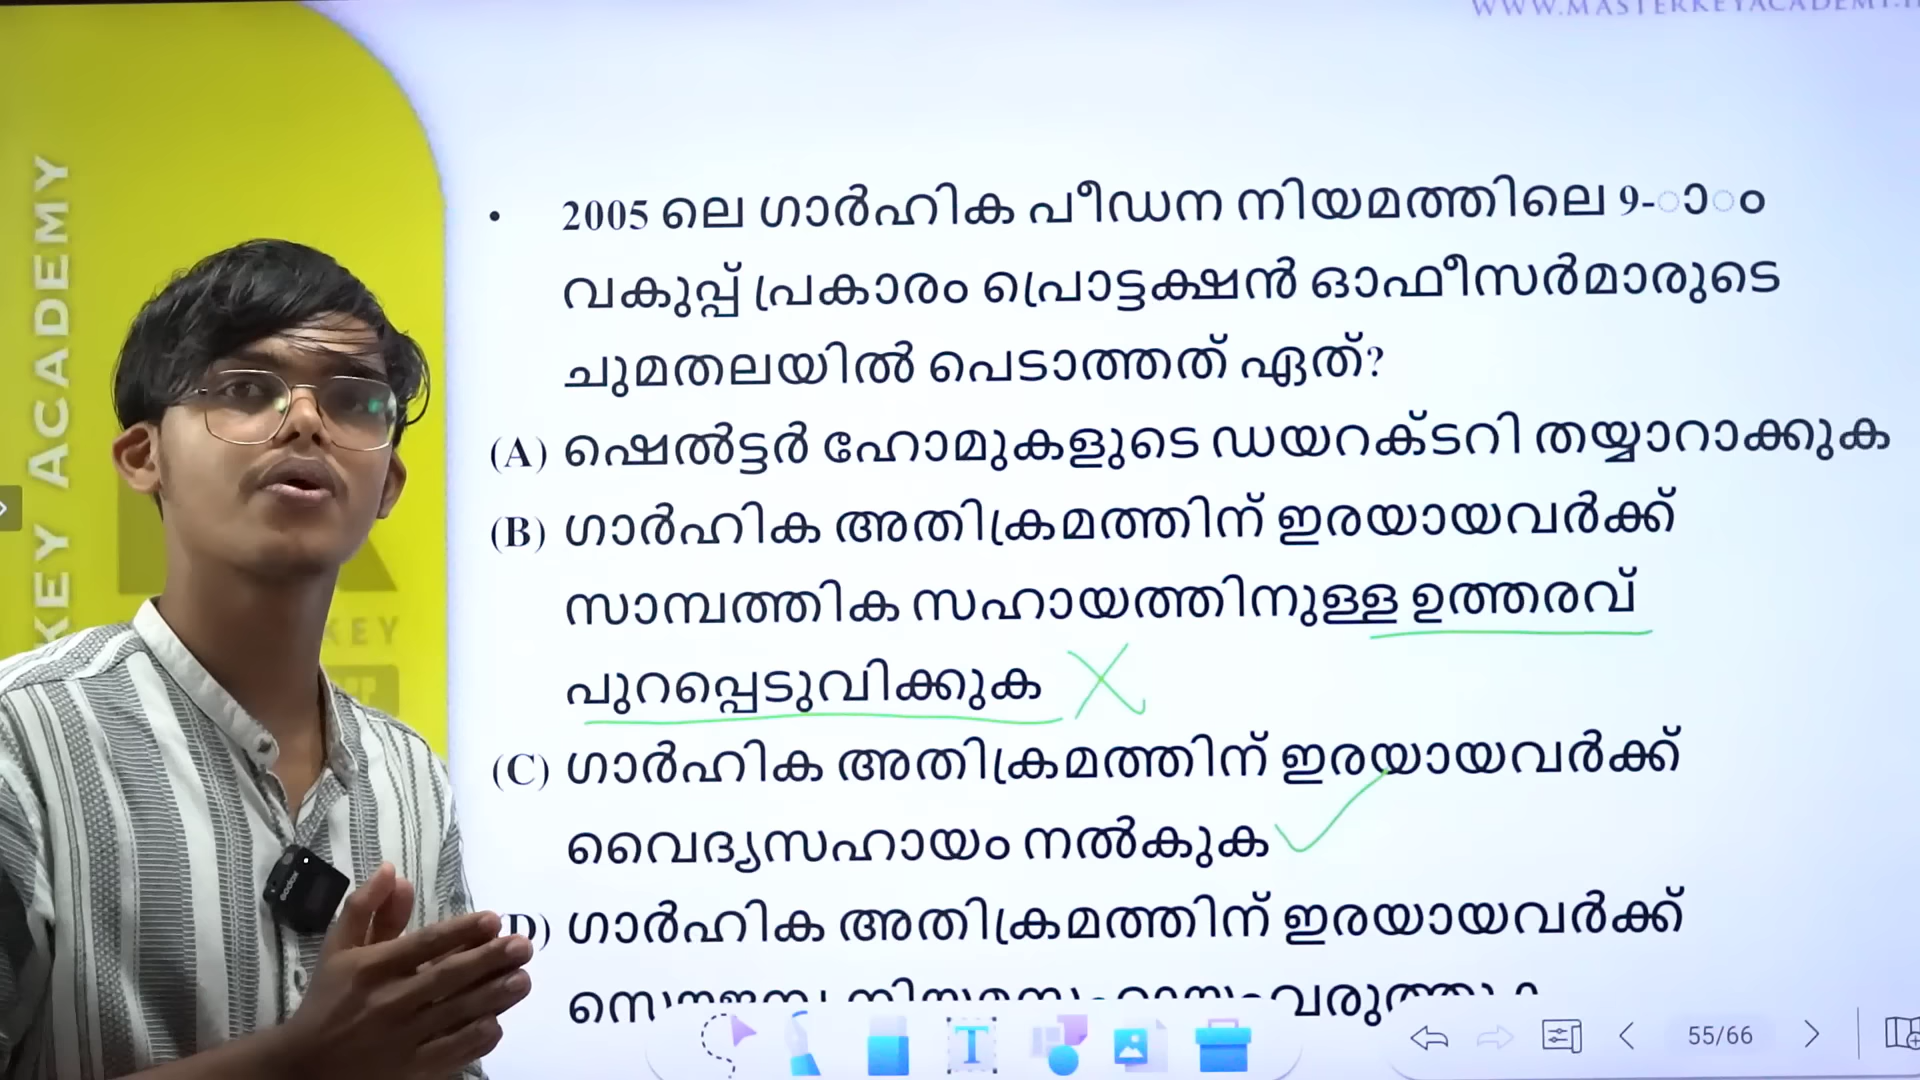 WWW.MASTERKEYACADEMY.
KEY ACADEMY
• 2005 ലെ ഗാർഹിക പീഡന നിയമത്തിലെ 9-ാം
വകുപ്പ് പ്രകാരം പ്രൊട്ടക്ഷൻ ഓഫീസർമാരുടെ
ചുമതലയിൽ പെടാത്തത് ഏത്?
(A) ഷെൽട്ടർ ഹോമുകളുടെ ഡയറക്ടറി തയ്യാറാക്കുക
(B) ഗാർഹിക അതിക്രമത്തിന് ഇരയായവർക്ക്
സാമ്പത്തിക സഹായത്തിനുള്ള ഉത്തരവ്
പുറപ്പെടുവിക്കുക
(C) ഗാർഹിക അതിക്രമത്തിന് ഇരയായവർക്ക്
വൈദ്യസഹായം നൽകുക
(D) ഗാർഹിക അതിക്രമത്തിന് ഇരയായവർക്ക്
KEY
Godox
55/66